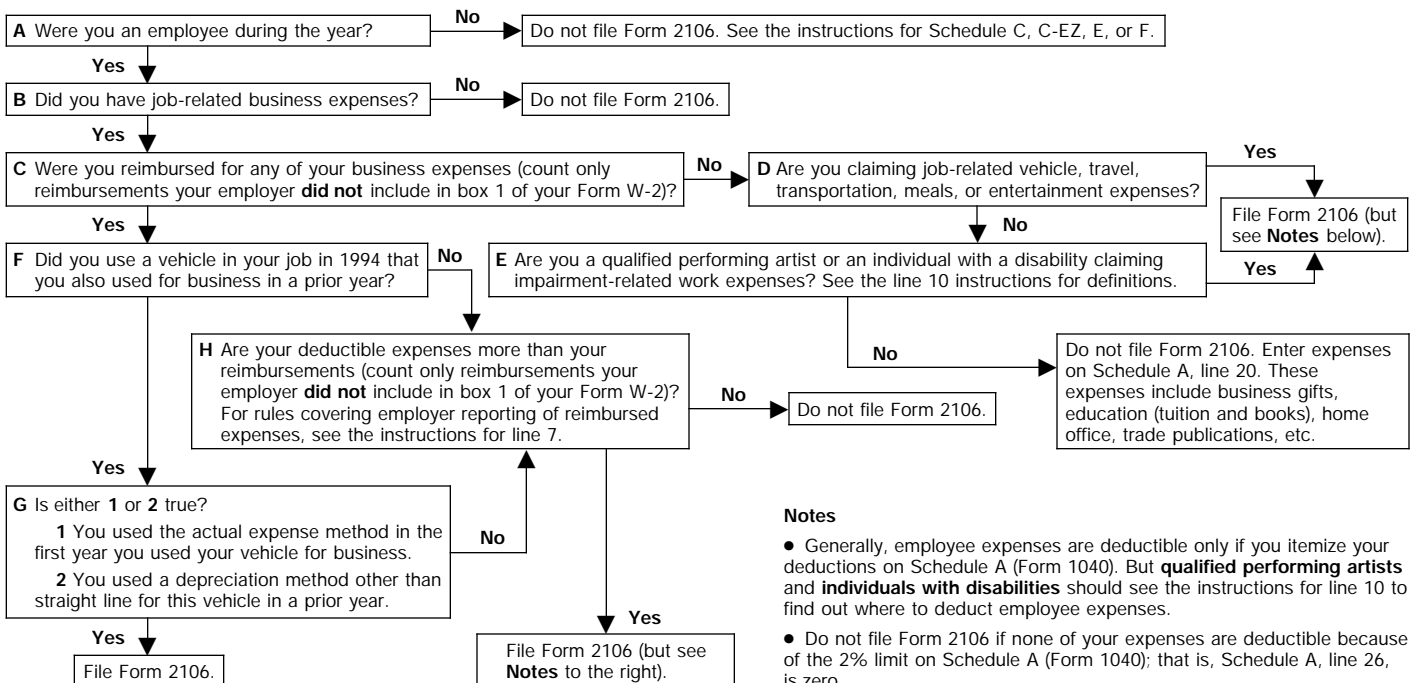 A Were you an employee during the year?
No
Do not file Form 2106. See the instructions for Schedule C, C-EZ, E, or F.
Yes
B Did you have job-related business expenses?
No
Do not file Form 2106.
Yes
C Were you reimbursed for any of your business expenses (count only
reimbursements your employer did not include in box 1 of your Form W-2)?
No
D Are you claiming job-related vehicle, travel,
transportation, meals, or entertainment expenses?
Yes
File Form 2106 (but
see Notes below).
Yes
No
F Did you use a vehicle in your job in 1994 that
you also used for business in a prior year?
No
E Are you a qualified performing artist or an individual with a disability claiming
impairment-related work expenses? See the line 10 instructions for definitions.
Yes
H Are your deductible expenses more than your
reimbursements (count only reimbursements your
employer did not include in box 1 of your Form W-2)?
For rules covering employer reporting of reimbursed
expenses, see the instructions for line 7.
No
Do not file Form 2106.
No
Do not file Form 2106. Enter expenses
on Schedule A, line 20. These
expenses include business gifts,
education (tuition and books), home
office, trade publications, etc.
Yes
G Is either 1 or 2 true?
1 You used the actual expense method in the
first year you used your vehicle for business.
2 You used a depreciation method other than
straight line for this vehicle in a prior year.
No
Yes
File Form 2106.
Yes
File Form 2106 (but see
Notes to the right).
Notes
● Generally, employee expenses are deductible only if you itemize your
deductions on Schedule A (Form 1040). But qualified performing artists
and individuals with disabilities should see the instructions for line 10 to
find out where to deduct employee expenses.
● Do not file Form 2106 if none of your expenses are deductible because
of the 2% limit on Schedule A (Form 1040); that is, Schedule A, line 26,
is zero.